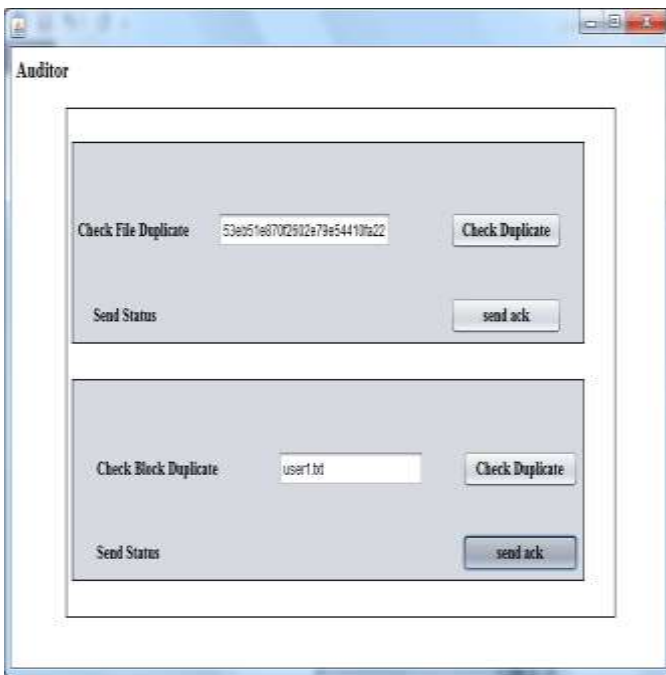 Auditor
Check File Duplicate 53eb51e870f2602e79e54410fa22 Check Duplicate
Send Status send ack
Check Block Duplicate user1.txt Check Duplicate
Send Status send ack